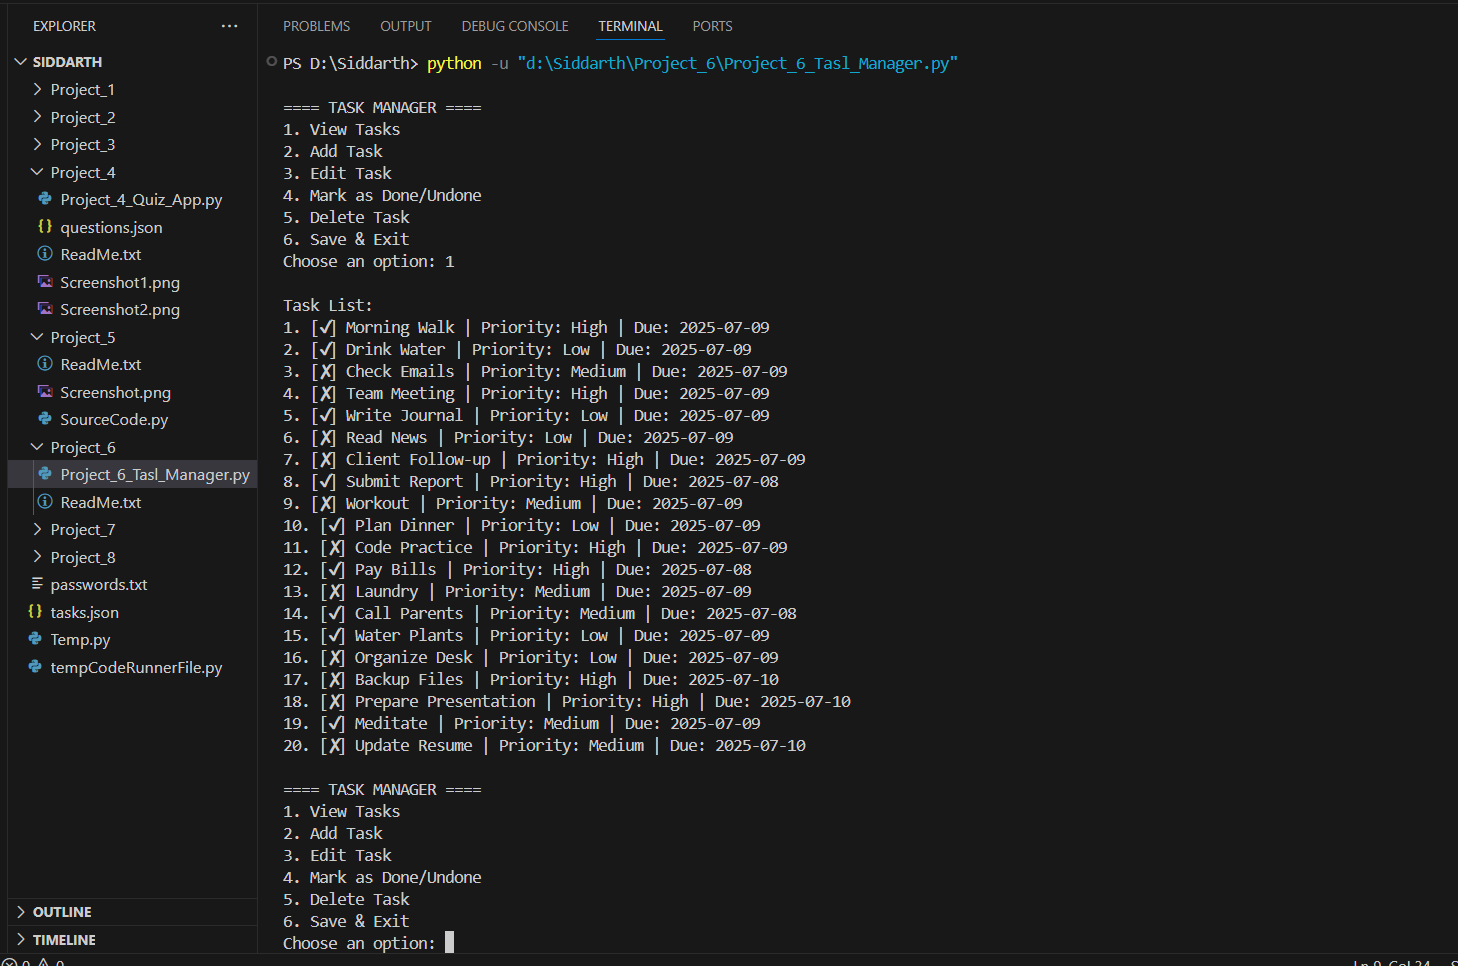 EXPLORER
PROBLEMS OUTPUT DEBUG CONSOLE TERMINAL PORTS
SIDDARTH
Project_1
Project_2
Project_3
Project_4
Project_4_Quiz_App.py
questions.json
ReadMe.txt
Screenshot1.png
Screenshot2.png
Project_5
ReadMe.txt
Screenshot.png
SourceCode.py
Project_6
Project_6_Tasl_Manager.py
ReadMe.txt
Project_7
Project_8
passwords.txt
tasks.json
Temp.py
tempCodeRunnerFile.py
OUTLINE
TIMELINE
PS D:\Siddarth> python -u "d:\Siddarth\Project_6\Project_6_Tasl_Manager.py"
==== TASK MANAGER ====
1. View Tasks
2. Add Task
3. Edit Task
4. Mark as Done/Undone
5. Delete Task
6. Save & Exit
Choose an option: 1
Task List:
1. [✓] Morning Walk | Priority: High | Due: 2025-07-09
2. [✓] Drink Water | Priority: Low | Due: 2025-07-09
3. [✗] Check Emails | Priority: Medium | Due: 2025-07-09
4. [✗] Team Meeting | Priority: High | Due: 2025-07-09
5. [✓] Write Journal | Priority: Low | Due: 2025-07-09
6. [✗] Read News | Priority: Low | Due: 2025-07-09
7. [✗] Client Follow-up | Priority: High | Due: 2025-07-09
8. [✓] Submit Report | Priority: High | Due: 2025-07-08
9. [✗] Workout | Priority: Medium | Due: 2025-07-09
10. [✓] Plan Dinner | Priority: Low | Due: 2025-07-09
11. [✗] Code Practice | Priority: High | Due: 2025-07-09
12. [✓] Pay Bills | Priority: High | Due: 2025-07-08
13. [✗] Laundry | Priority: Medium | Due: 2025-07-09
14. [✓] Call Parents | Priority: Medium | Due: 2025-07-08
15. [✓] Water Plants | Priority: Low | Due: 2025-07-09
16. [✗] Organize Desk | Priority: Low | Due: 2025-07-09
17. [✗] Backup Files | Priority: High | Due: 2025-07-10
18. [✗] Prepare Presentation | Priority: High | Due: 2025-07-10
19. [✓] Meditate | Priority: Medium | Due: 2025-07-09
20. [✗] Update Resume | Priority: Medium | Due: 2025-07-10
==== TASK MANAGER ====
1. View Tasks
2. Add Task
3. Edit Task
4. Mark as Done/Undone
5. Delete Task
6. Save & Exit
Choose an option: